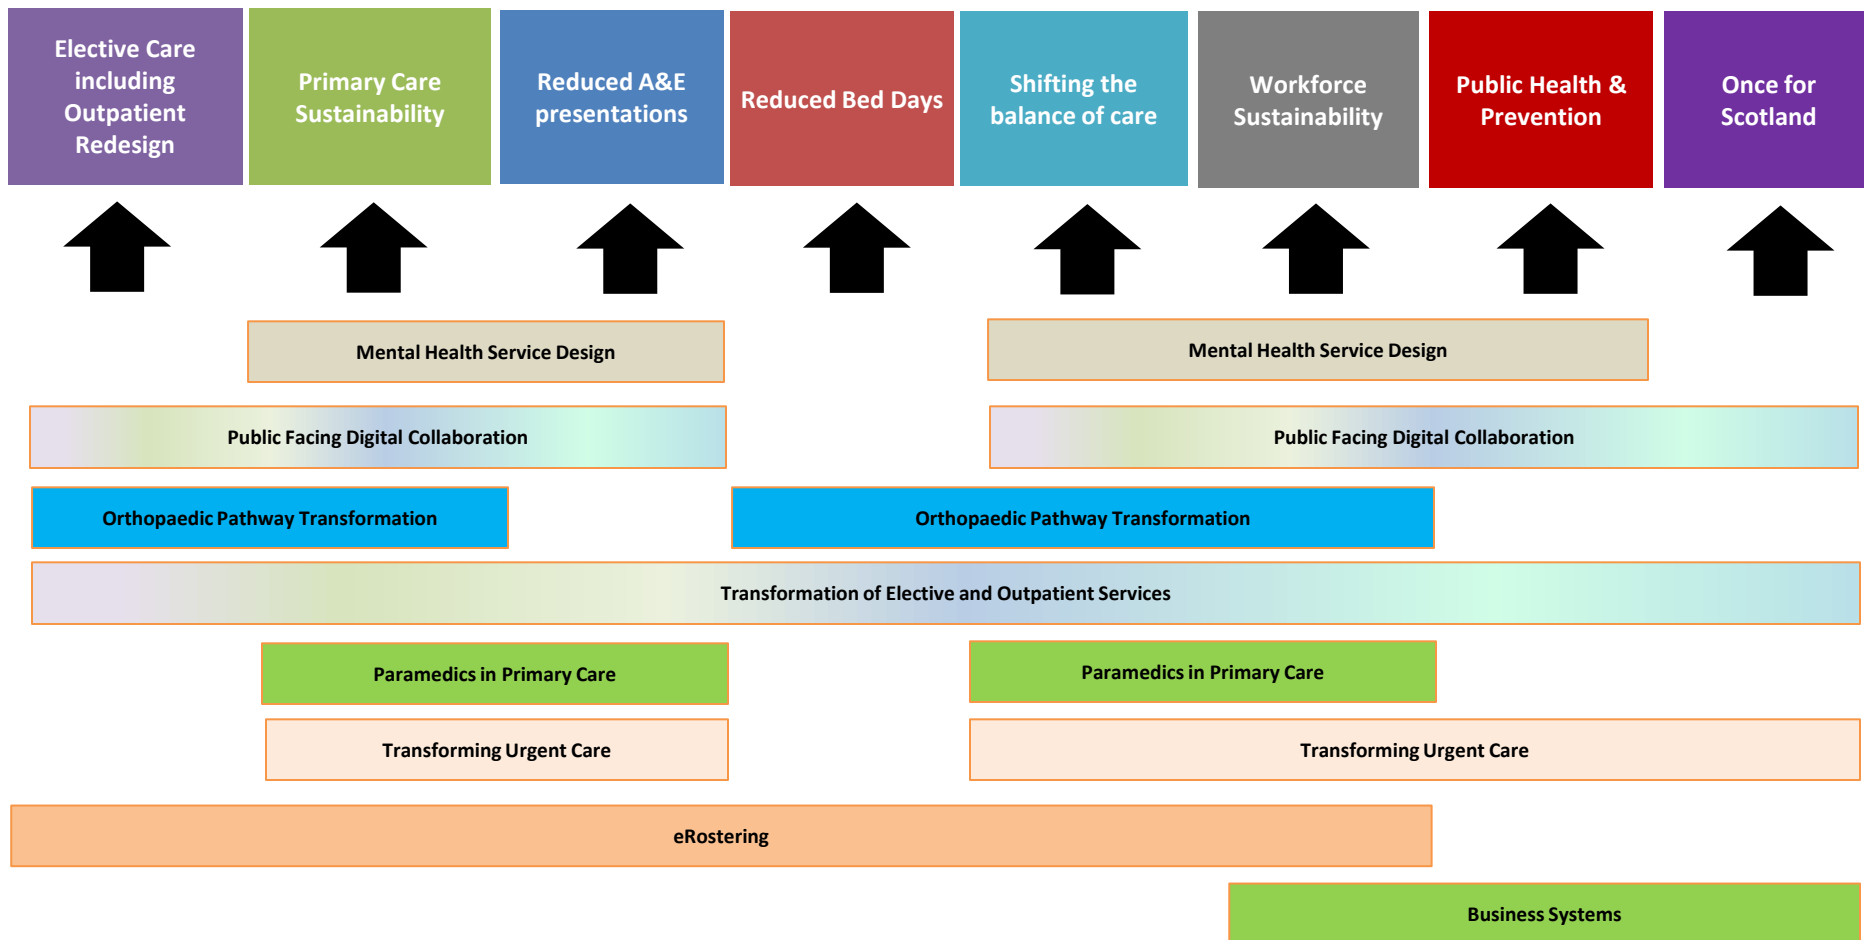 Elective Care
including
Outpatient
Redesign
Primary Care
Sustainability
Reduced A&E
presentations
Reduced Bed Days
Shifting the
balance of care
Workforce
Sustainability
Public Health &
Prevention
Once for
Scotland
Mental Health Service Design
Mental Health Service Design
Public Facing Digital Collaboration
Public Facing Digital Collaboration
Orthopaedic Pathway Transformation
Orthopaedic Pathway Transformation
Transformation of Elective and Outpatient Services
Paramedics in Primary Care
Paramedics in Primary Care
Transforming Urgent Care
Transforming Urgent Care
eRostering
Business Systems